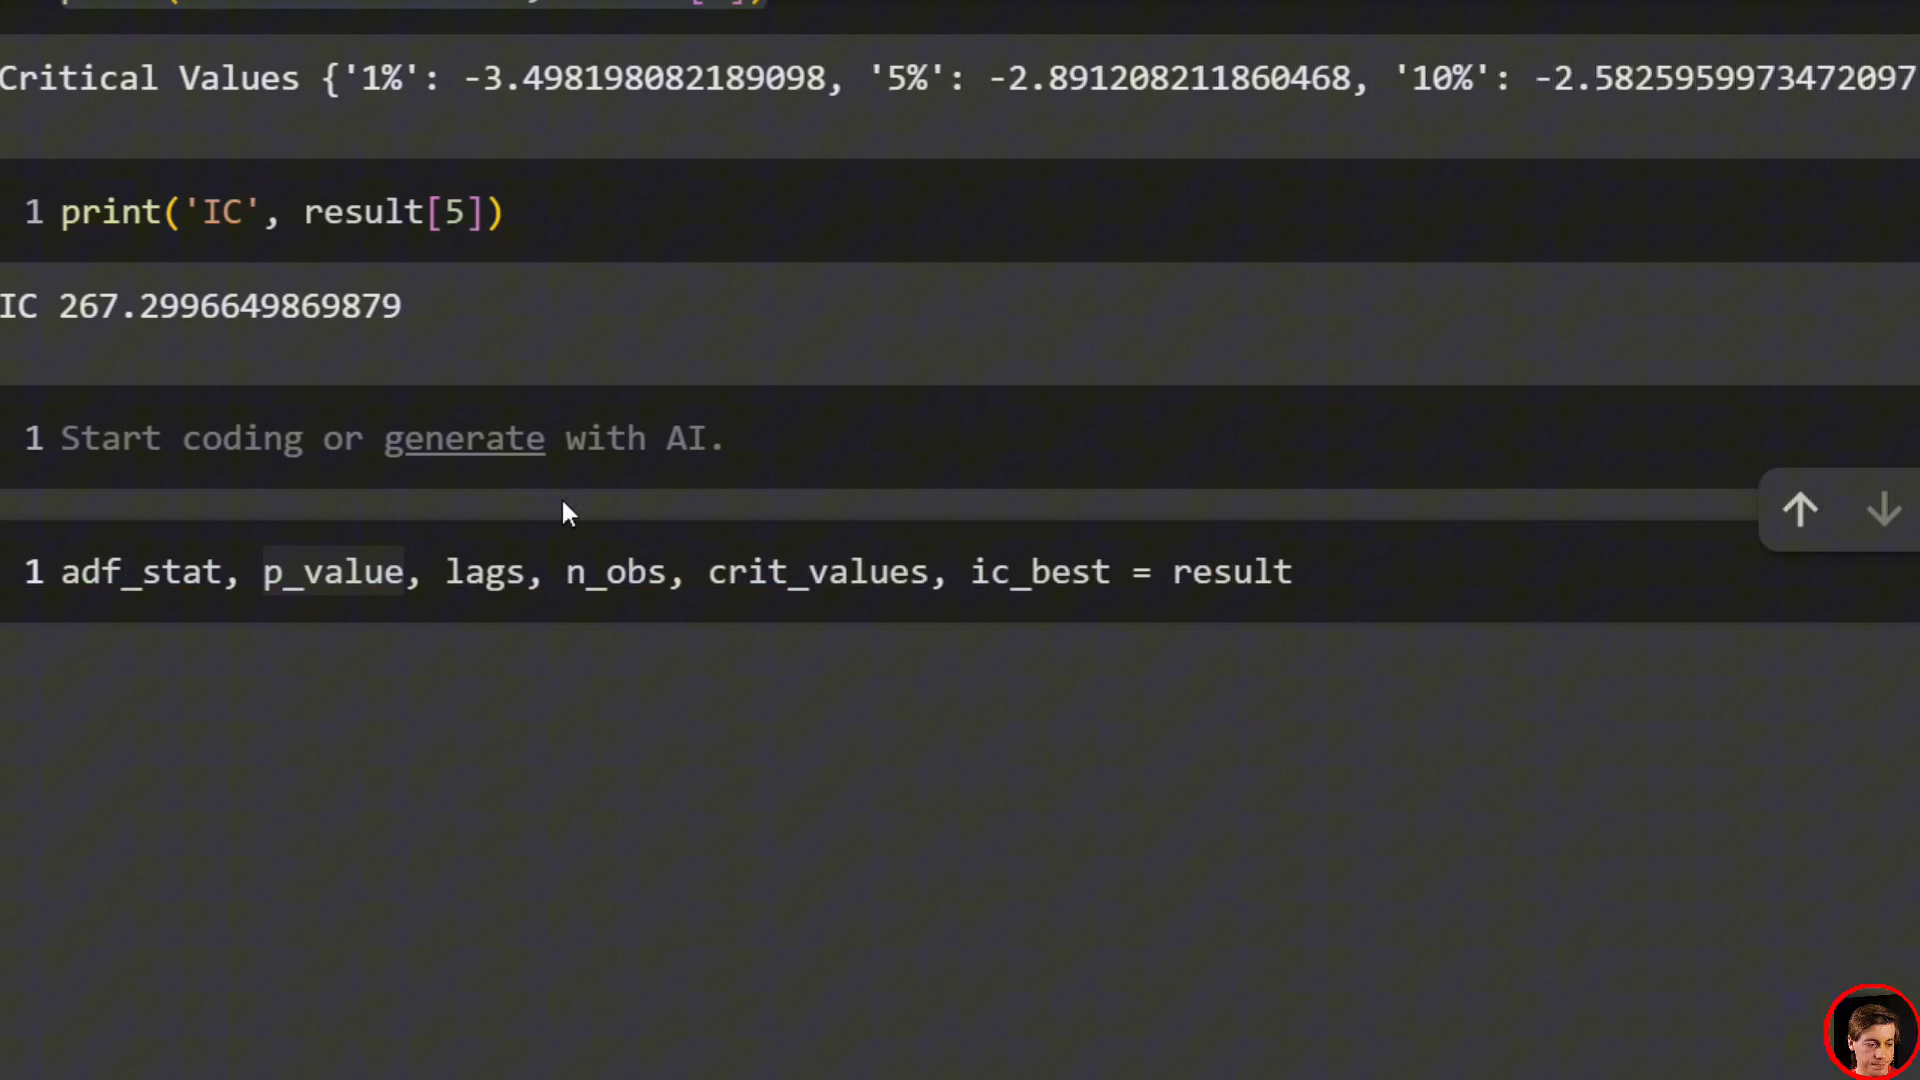 Critical Values {'1%': -3.498198082189098, '5%': -2.891208211860468, '10%': -2.5825959973472097
1 print('IC', result[5])
IC 267.2996649869879
1 Start coding or generate with AI.
1 adf_stat, p_value, lags, n_obs, crit_values, ic_best = result